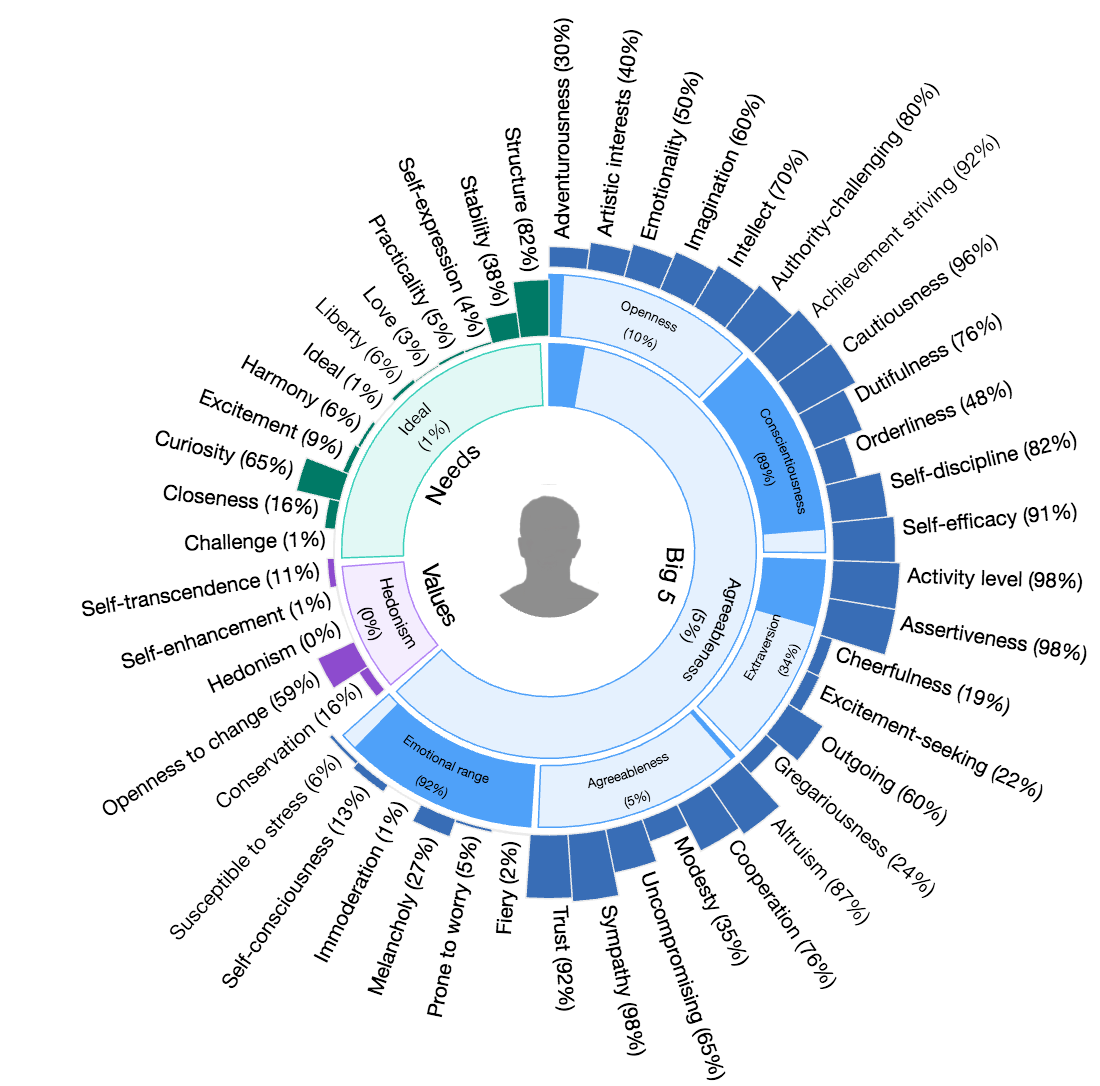 Adventurousness (30%)
Artistic interests (40%)
Emotionality (50%)
Imagination (60%)
Intellect (70%)
Authority-challenging (80%)
Achievement striving (92%)
Cautiousness (96%)
Dutifulness (76%)
Orderliness (48%)
Self-discipline (82%)
Self-efficacy (91%)
Activity level (98%)
Assertiveness (98%)
Cheerfulness (19%)
Excitement-seeking (22%)
Outgoing (60%)
Gregariousness (24%)
Altruism (87%)
Cooperation (76%)
Modesty (35%)
Uncompromising (65%)
Sympathy (98%)
Trust (92%)
Fiery (2%)
Prone to worry (5%)
Melancholy (27%)
Immoderation (1%)
Self-consciousness (13%)
Susceptible to stress (6%)
Conservation (16%)
Openness to change (59%)
Hedonism (0%)
Self-enhancement (1%)
Self-transcendence (11%)
Challenge (1%)
Closeness (16%)
Curiosity (65%)
Excitement (9%)
Harmony (6%)
Ideal (1%)
Liberty (6%)
Love (3%)
Practicality (5%)
Self-expression (4%)
Stability (38%)
Structure (82%)
Openness
(10%)
Conscientiousness
(89%)
Extraversion
(34%)
Agreeableness
(5%)
Emotional range
(92%)
Agreeableness
(5%)
Hedonism
(0%)
Ideal
(1%)
Needs
Values
Big 5